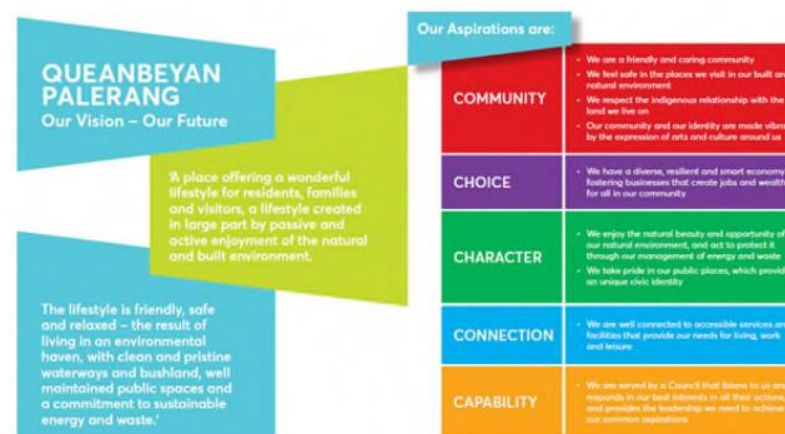 QUEANBEYAN
PALERANG
Our Vision – Our Future
‘A place offering a wonderful
lifestyle for residents, families
and visitors, a lifestyle created
in large part by passive and
active enjoyment of the natural
and built environment.
The lifestyle is friendly, safe
and relaxed – the result of
living in an environmental
haven, with clean and pristine
waterways and bushland, well
maintained public spaces and
a commitment to sustainable
energy and waste.’
Our Aspirations are:
COMMUNITY
• We are a friendly and caring community
• We feel safe in the places we visit in our built an
natural environment
• We respect the indigenous relationship with the
land we live on
• Our community and our identity are made vibra
by the expression of arts and culture around us
CHOICE
• We have a diverse, resilient and smart economy
fostering businesses that create jobs and wealth
for all in our community
CHARACTER
• We enjoy the natural beauty and opportunity of
our natural environment, and act to protect it
through our management of energy and waste
• We take pride in our public places, which provid
an unique civic identity
CONNECTION
• We are well connected to accessible services an
facilities that provide our needs for living, work
and leisure
CAPABILITY
• We are served by a Council that listens to us an
responds in our best interests in all their actions,
and provides the leadership we need to achieve
our common aspirations